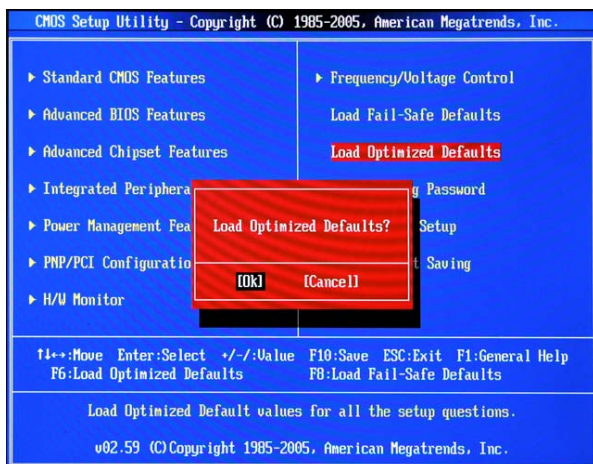 CMOS Setup Utility - Copyright (C) 1985-2005, American Megatrends, Inc.
▶ Standard CMOS Features
▶ Advanced BIOS Features
▶ Advanced Chipset Features
▶ Integrated Periphera
▶ Power Management Fea
▶ PNP/PCI Configuratio
▶ H/W Monitor
▶ Frequency/Voltage Control
Load Fail-Safe Defaults
Load Optimized Defaults
g Password
Setup
t Saving
Load Optimized Defaults?
[Ok] [Cancel]
↑↓↔:Move Enter:Select +/-/:Value F10:Save ESC:Exit F1:General Help
F6:Load Optimized Defaults F8:Load Fail-Safe Defaults
Load Optimized Default values for all the setup questions.
v02.59 (C)Copyright 1985-2005, American Megatrends, Inc.